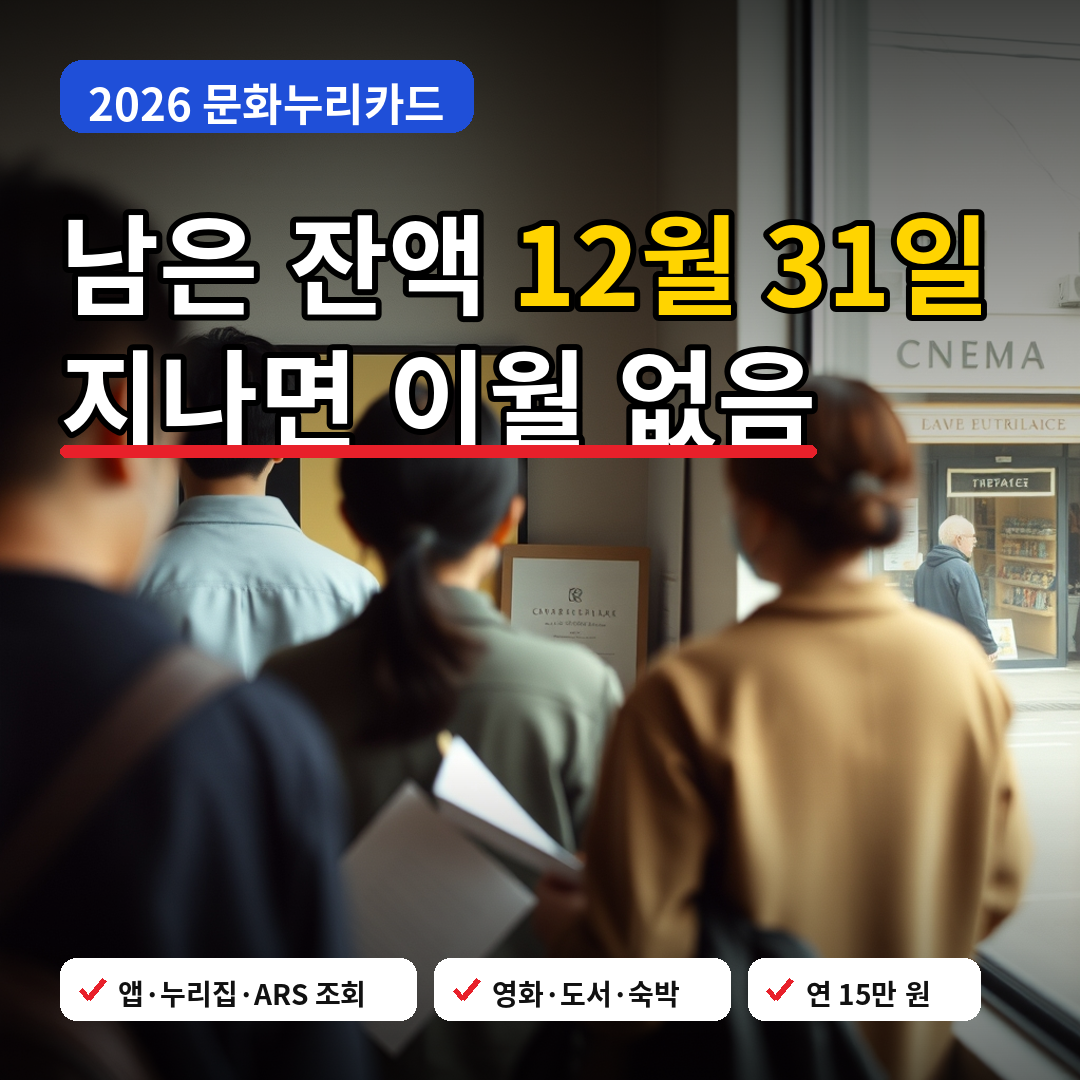 2026 문화누리카드
남은 잔액 12월 31일
지나면 이월 없음
CNEMA
LAVE EUTRILAICE
앱·누리집·ARS 조회
영화·도서·숙박
연 15만 원